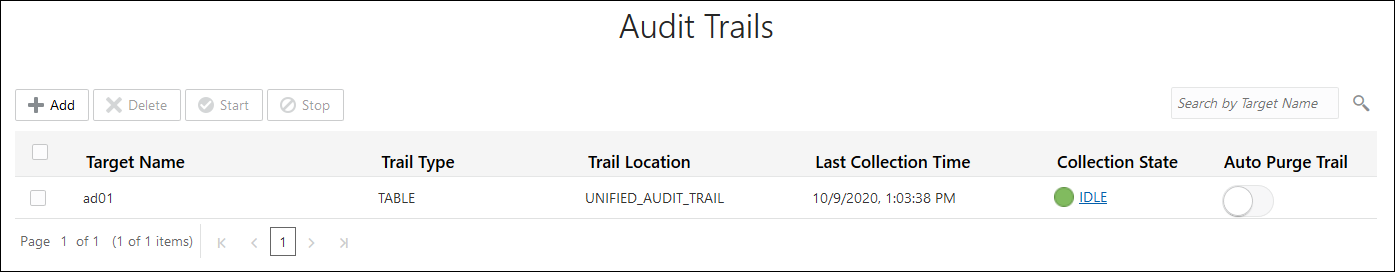 Audit Trails
Add Delete Start Stop Search by Target Name
Target Name Trail Type Trail Location Last Collection Time Collection State Auto Purge Trail
ad01 TABLE UNIFIED_AUDIT_TRAIL 10/9/2020, 1:03:38 PM IDLE
Page 1 of 1 (1 of 1 items) 1